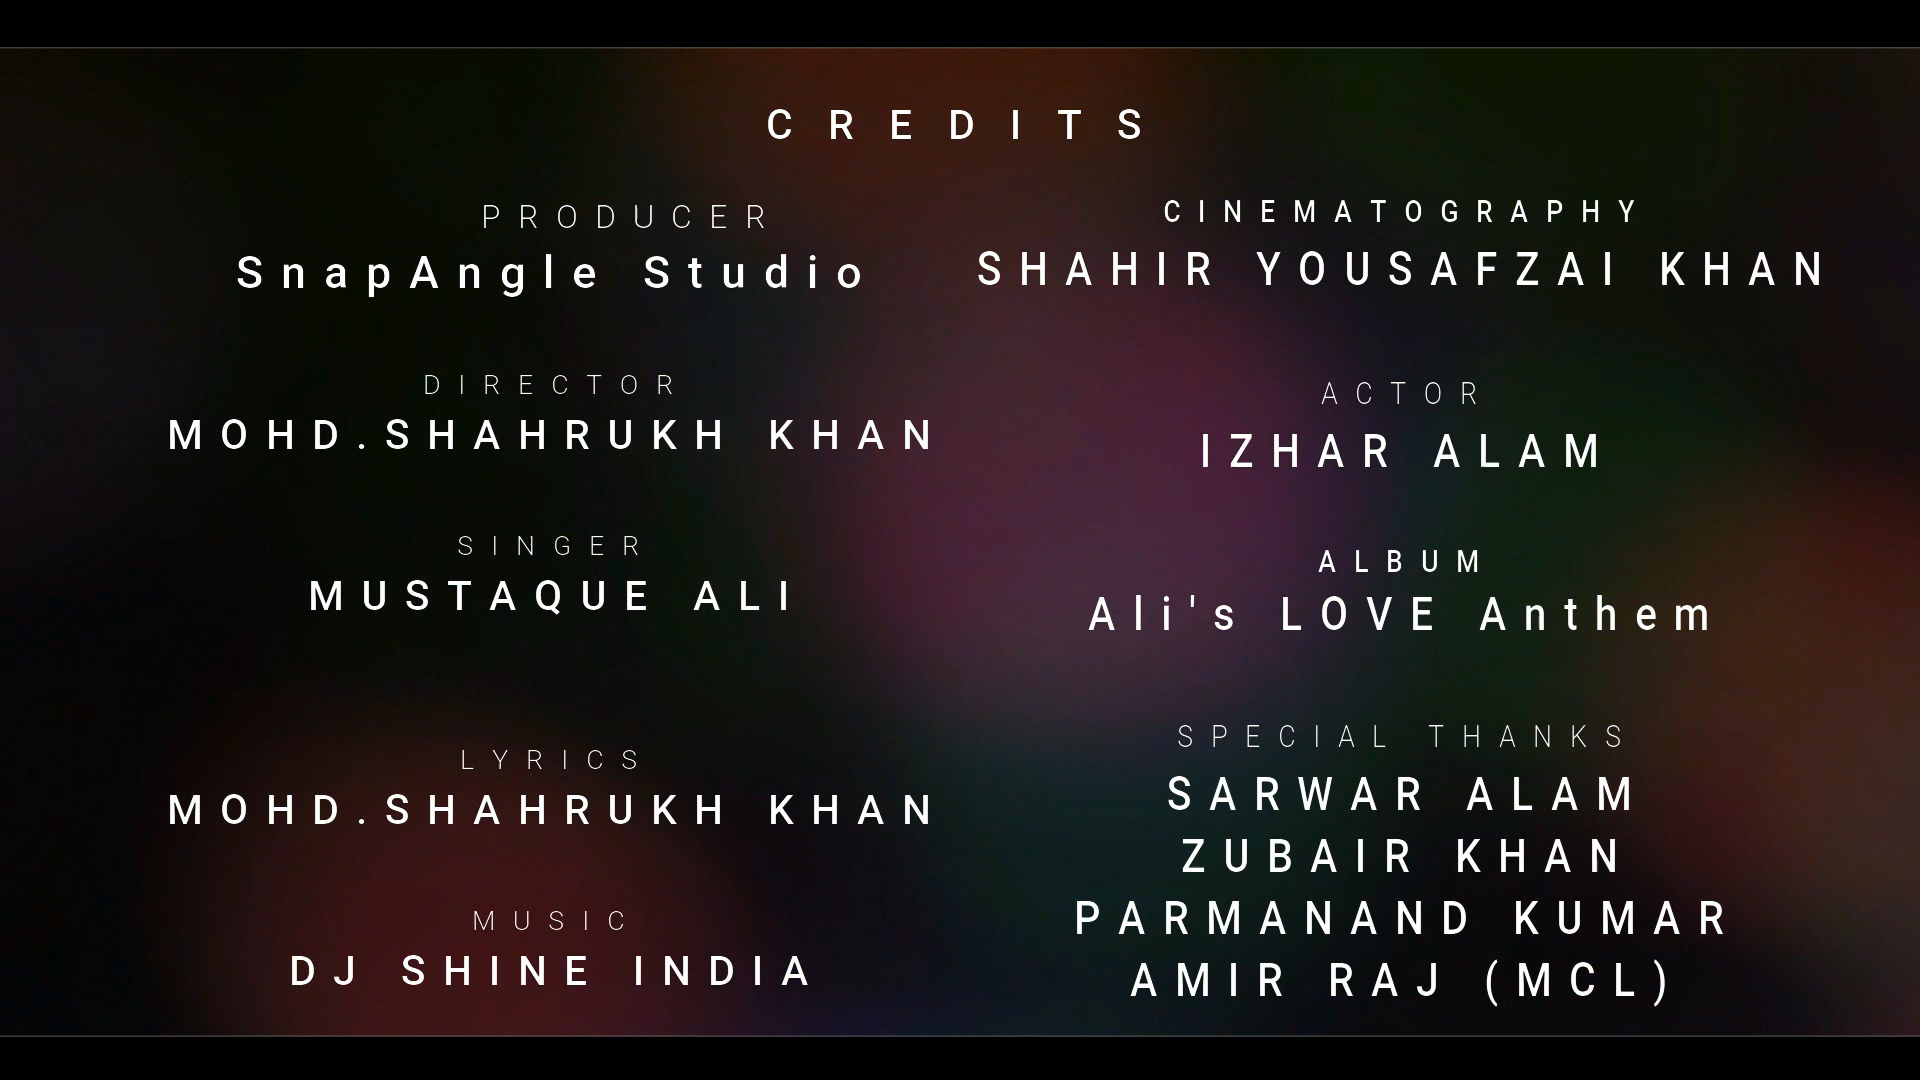 CREDITS
PRODUCER
SnapAngle Studio
DIRECTOR
MOHD.SHAHRUKH KHAN
SINGER
MUSTAQUE ALI
LYRICS
MOHD.SHAHRUKH KHAN
MUSIC
DJ SHINE INDIA
CINEMATOGRAPHY
SHAHIR YOUSAFZAI KHAN
ACTOR
IZHAR ALAM
ALBUM
Ali's LOVE Anthem
SPECIAL THANKS
SARWAR ALAM
ZUBAIR KHAN
PARMANAND KUMAR
AMIR RAJ (MCL)